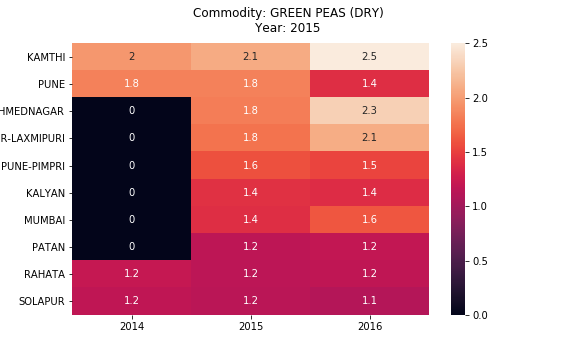 Commodity: GREEN PEAS (DRY)
Year: 2015
KAMTHI 2 2.1 2.5
PUNE 1.8 1.8 1.4
HMEDNAGAR 0 1.8 2.3
R-LAXMIPURI 0 1.8 2.1
PUNE-PIMPRI 0 1.6 1.5
KALYAN 0 1.4 1.4
MUMBAI 0 1.4 1.6
PATAN 0 1.2 1.2
RAHATA 1.2 1.2 1.2
SOLAPUR 1.2 1.2 1.1
2014 2015 2016
2.5
2.0
1.5
1.0
0.5
0.0